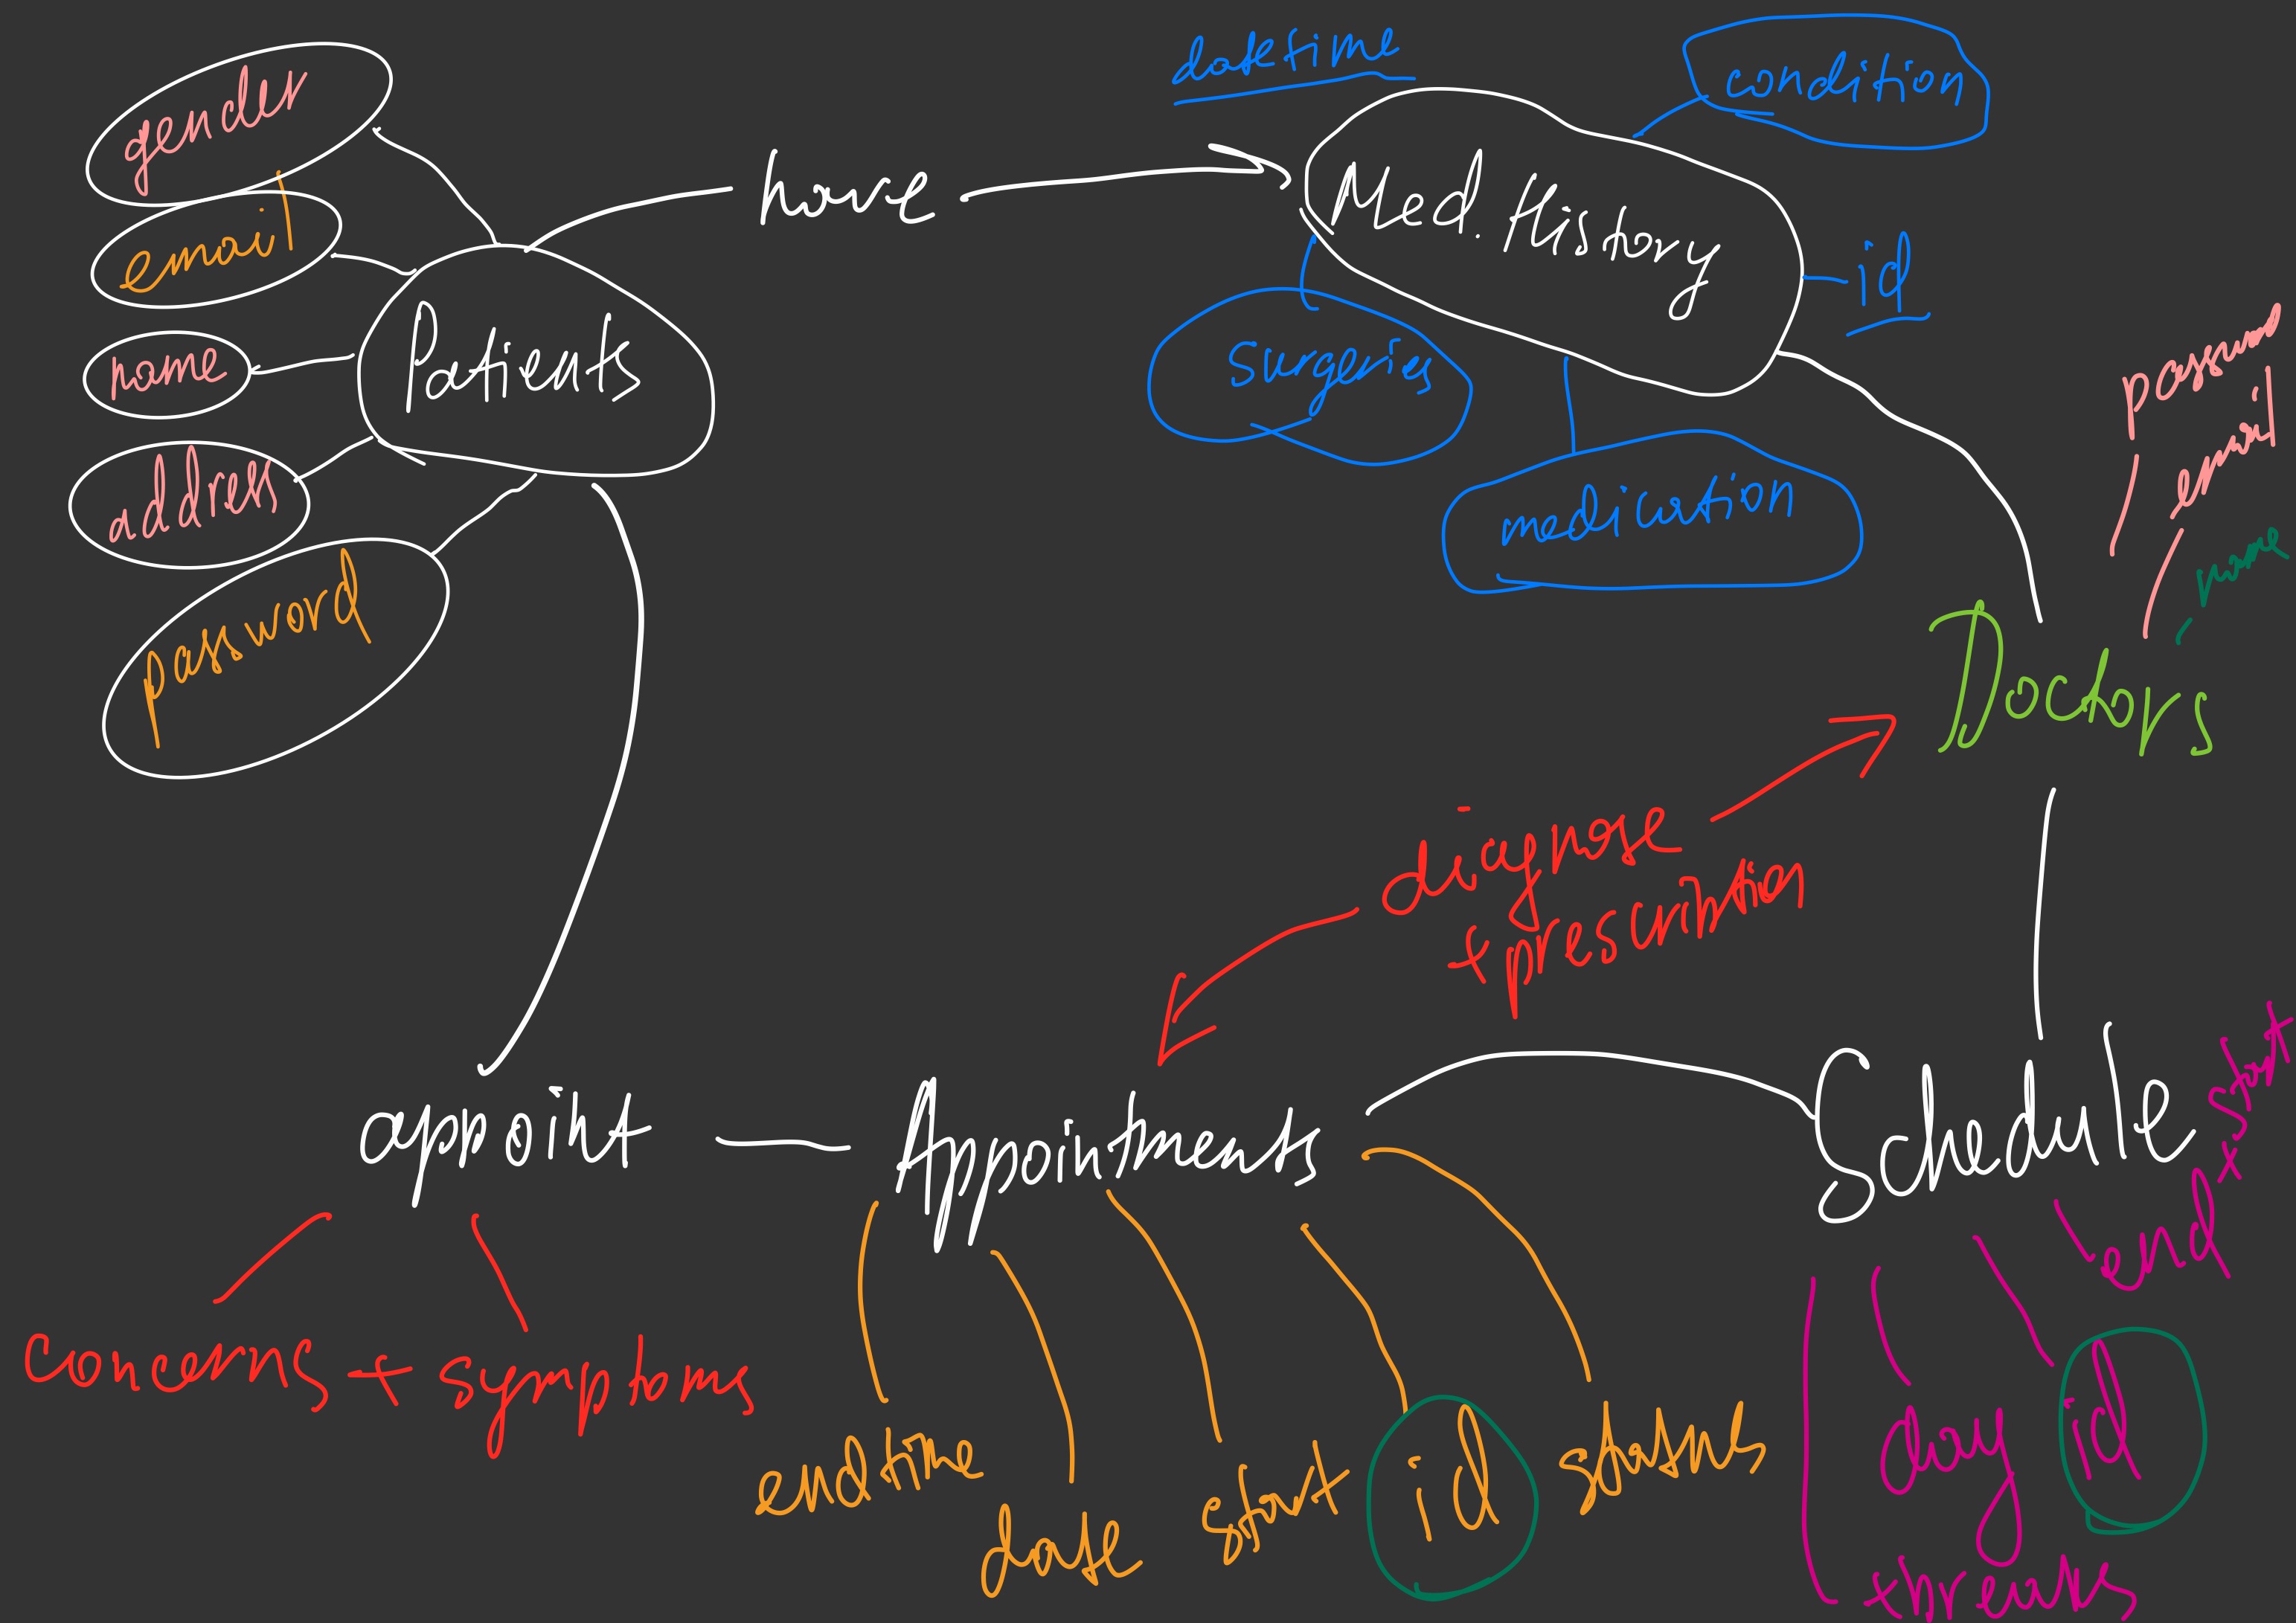 datetime
condition
gender
have
Med. History
email
id
Patients
name
surgeries
password
email
address
medication
name
password
Doctors
diagnose
+ prescription
appoint
Appointments
Schedule
end + start
concerns + symptoms
endtime
date
start
id
status
day
id
+